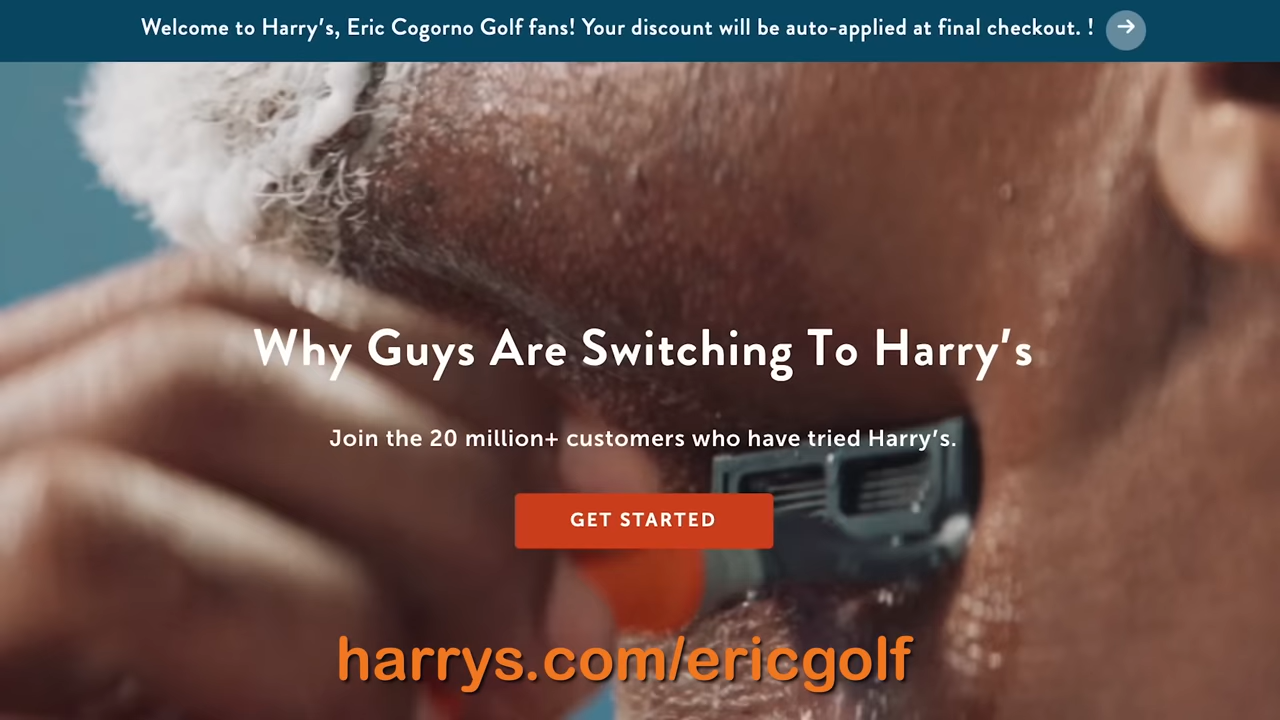 Welcome to Harry's, Eric Cogorno Golf fans! Your discount will be auto-applied at final checkout. !
Why Guys Are Switching To Harry's
Join the 20 million+ customers who have tried Harry's.
GET STARTED
harrys.com/ericgolf